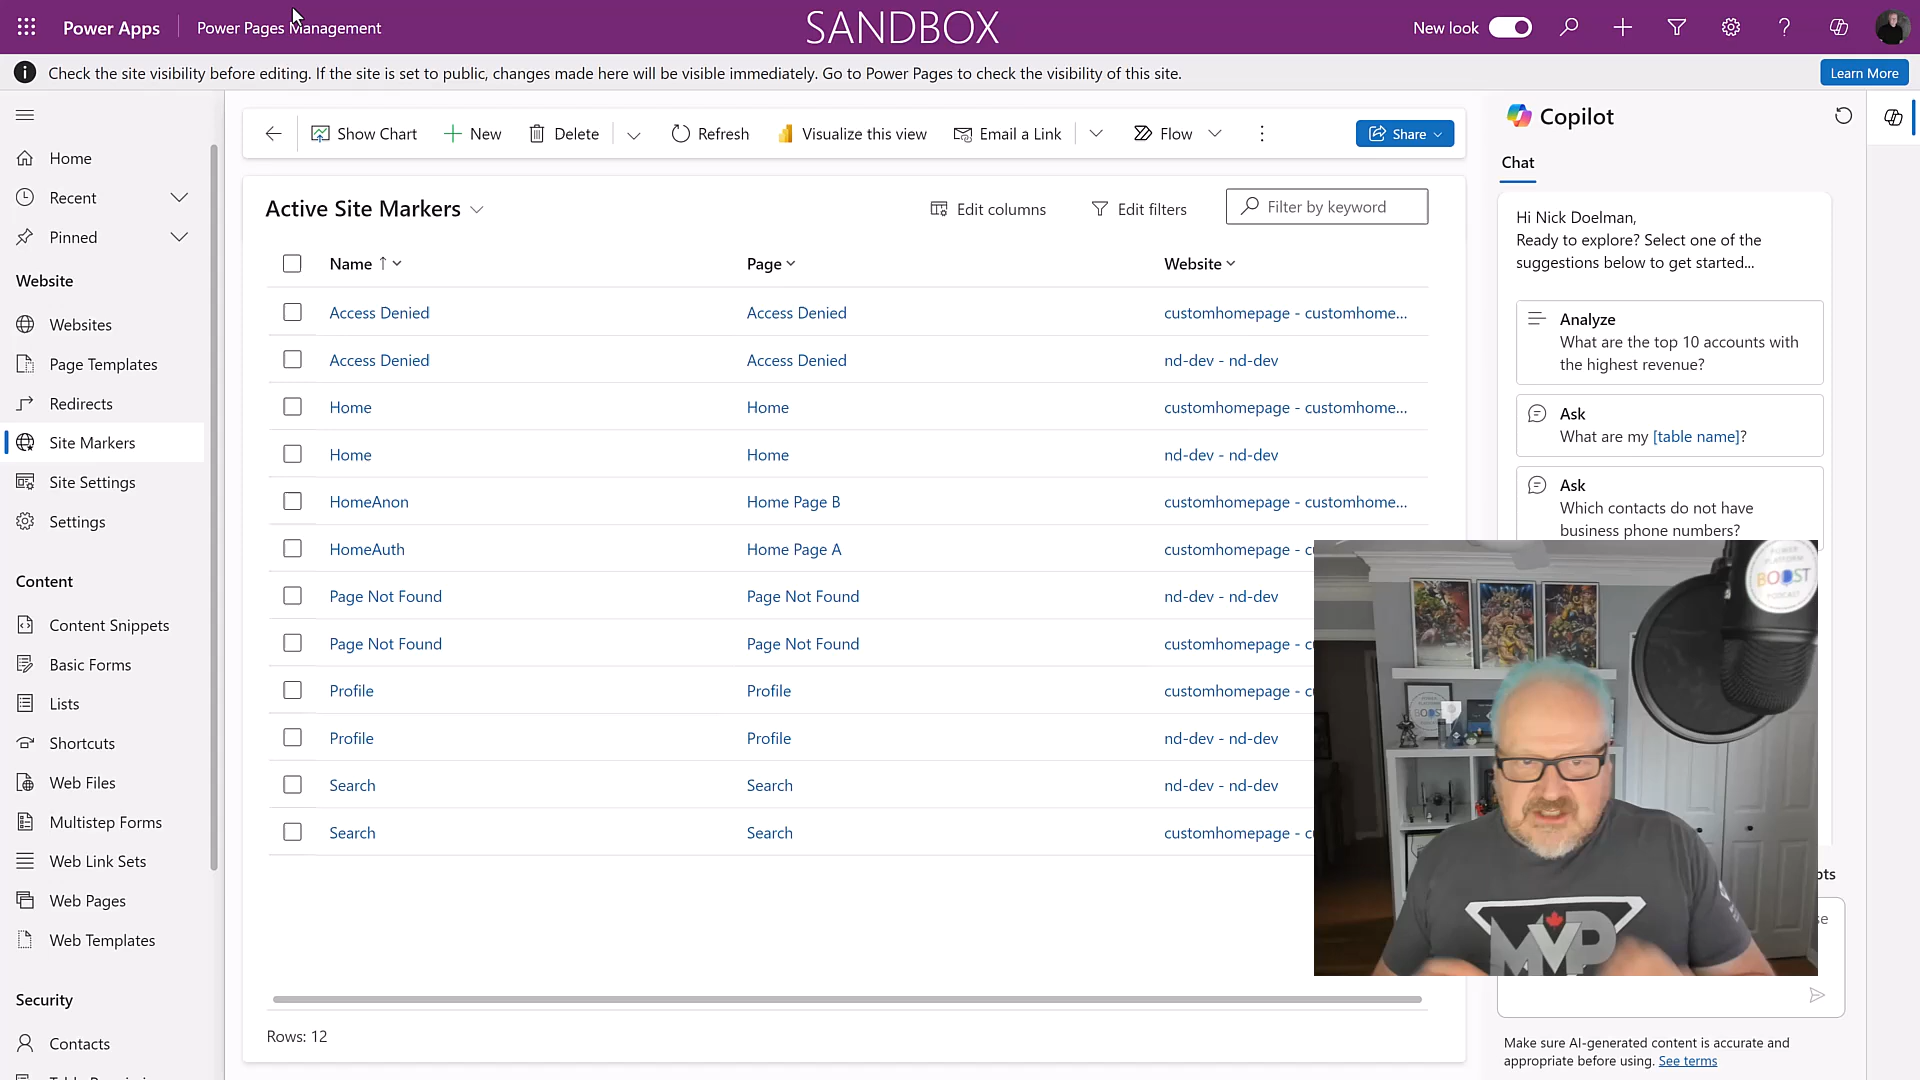 Power Apps
Power Pages Management
SANDBOX
New look
Check the site visibility before editing. If the site is set to public, changes made here will be visible immediately. Go to Power Pages to check the visibility of this site.
Learn More
Home
Recent
Pinned
Website
Websites
Page Templates
Redirects
Site Markers
Site Settings
Settings
Content
Content Snippets
Basic Forms
Lists
Shortcuts
Web Files
Multistep Forms
Web Link Sets
Web Pages
Web Templates
Security
Contacts
Show Chart
New
Delete
Refresh
Visualize this view
Email a Link
Flow
Share
Active Site Markers
Edit columns
Edit filters
Filter by keyword
Name Page Website
Access Denied Access Denied customhomepage - customhome...
Access Denied Access Denied nd-dev - nd-dev
Home Home customhomepage - customhome...
Home Home nd-dev - nd-dev
HomeAnon Home Page B customhomepage - customhome...
HomeAuth Home Page A customhomepage -
Page Not Found Page Not Found nd-dev - nd-dev
Page Not Found Page Not Found customhomepage -
Profile Profile customhomepage -
Profile Profile nd-dev - nd-dev
Search Search nd-dev - nd-dev
Search Search customhomepage -
Rows: 12
Copilot
Chat
Hi Nick Doelman,
Ready to explore? Select one of the
suggestions below to get started...
Analyze
What are the top 10 accounts with
the highest revenue?
Ask
What are my [table name]?
Ask
Which contacts do not have
business phone numbers?
POWER
PLATFORM
BOOST
PODCAST
MVP
Make sure AI-generated content is accurate and
appropriate before using. See terms